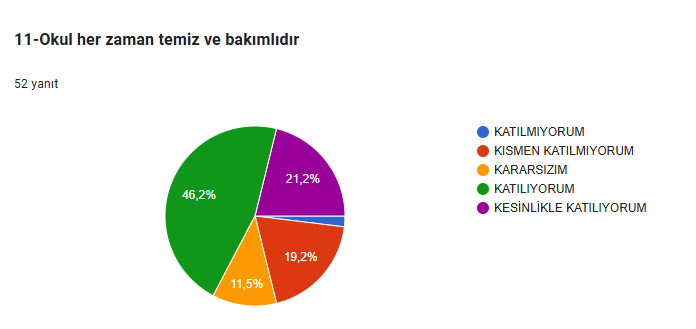 11-Okul her zaman temiz ve bakımlıdır
52 yanıt
KATILMIYORUM
KISMEN KATILMIYORUM
KARARSIZIM
KATILIYORUM
KESİNLİKLE KATILIYORUM
46,2%
21,2%
19,2%
11,5%